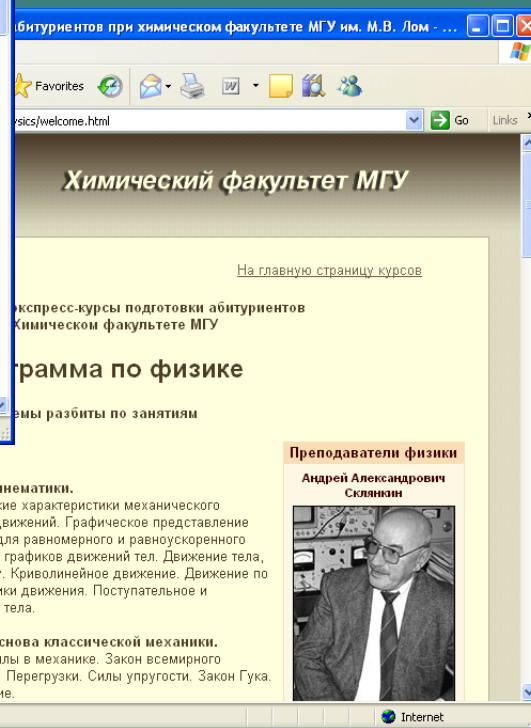 абитуриентов при химическом факультете МГУ им. М.В. Лом - ...
Favorites
/sics/welcome.html
Go
Links
Химический факультет МГУ
На главную страницу курсов
экспресс-курсы подготовки абитуриентов
Химическом факультете МГУ
грамма по физике
емы разбиты по занятиям
Преподаватели физики
Андрей Александрович
Склянкин
инематики.
кие характеристики механического
движений. Графическое представление
для равномерного и равноускоренного
графиков движений тел. Движение тела,
. Криволинейное движение. Движение по
ики движения. Поступательное и
тела.
снова классической механики.
илы в механике. Закон всемирного
Перегрузки. Силы упругости. Закон Гука.
ие.
Internet